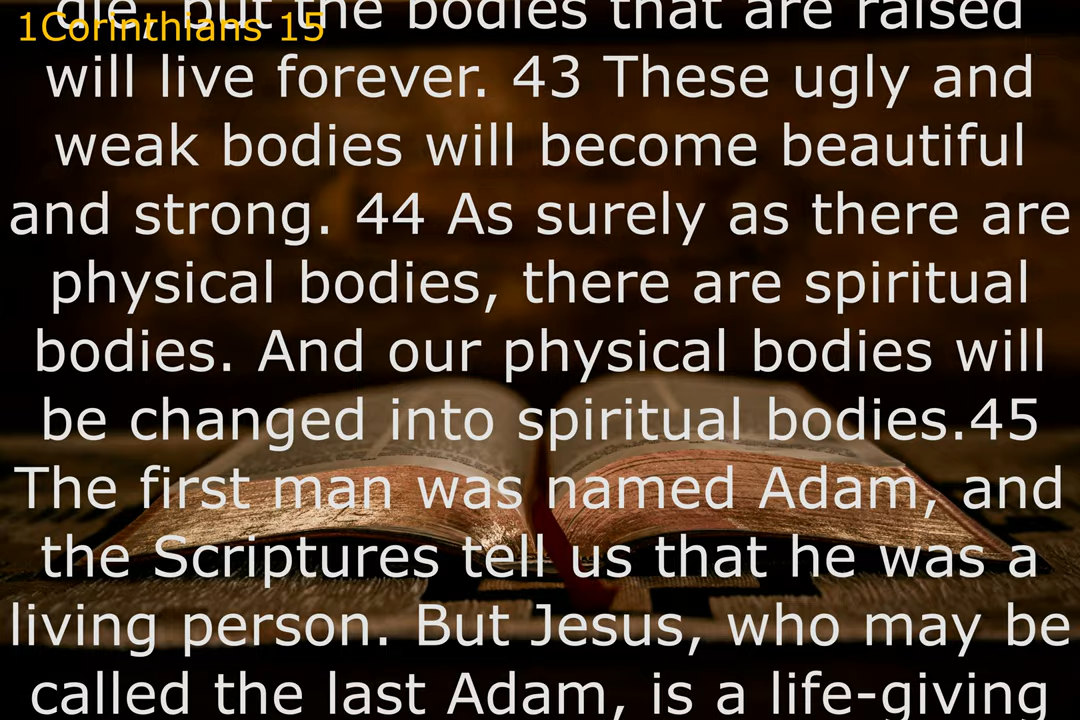 die, but the bodies that are raised
1Corinthians 15
will live forever. 43 These ugly and
weak bodies will become beautiful
and strong. 44 As surely as there are
physical bodies, there are spiritual
bodies. And our physical bodies will
be changed into spiritual bodies.45
The first man was named Adam, and
the Scriptures tell us that he was a
living person. But Jesus, who may be
called the last Adam, is a life-giving